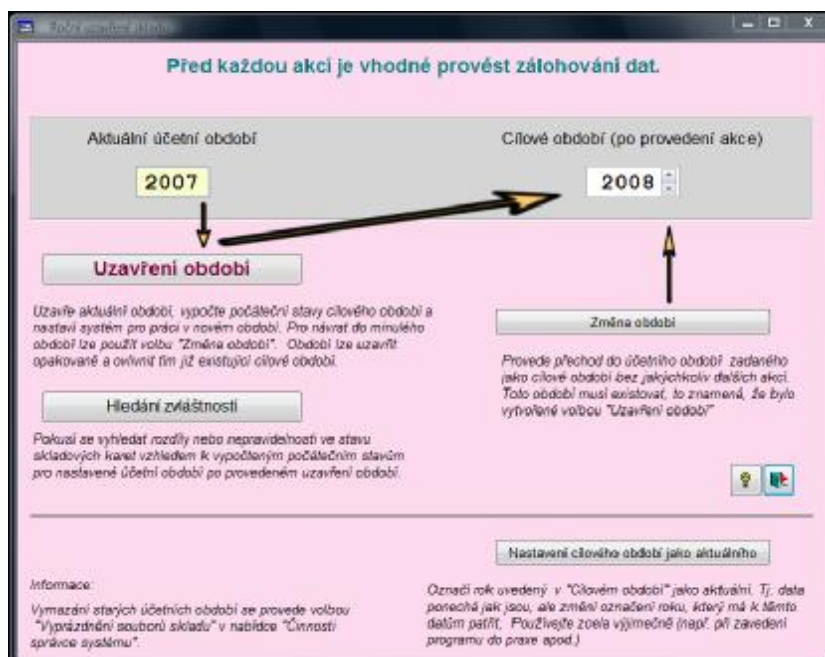 Roční uzavření skladu
Před každou akcí je vhodné provést zálohování dat.
Aktuální účetní období
Cílové období (po provedení akce)
2007
2008
Uzavření období
Uzavře aktuální období, vypočte počáteční stavy cílového období a
nastaví systém pro práci v novém období. Pro návrat do minulého
období lze použít volbu "Změna období". Období lze uzavřít
opakovaně a ovlivnit tím již existující cílové období.
Změna období
Provede přechod do účetního období zadaného
jako cílové období bez jakýchkoliv dalších akcí.
Toto období musí existovat, to znamená, že bylo
vytvořené volbou "Uzavření období"
Hledání zvláštností
Pokusí se vyhledat rozdíly nebo nepravidelnosti ve stavu
skladových karet vzhledem k vypočteným počátečním stavům
pro nastavené účetní období po provedeném uzavření období.
Nastavení cílového období jako aktuálního
Informace:
Vymazání starých účetních období se provede volbou
"Vyprázdnění souborů skladu" v nabídce "Činnosti
správce systému".
Označí rok uvedený v "Cílovém období" jako aktuální. Tj. data
ponechá jak jsou, ale změní označení roku, který má k těmto
datům patřit. Používejte zcela výjimečně (např. při zavedení
programu do praxe apod.)